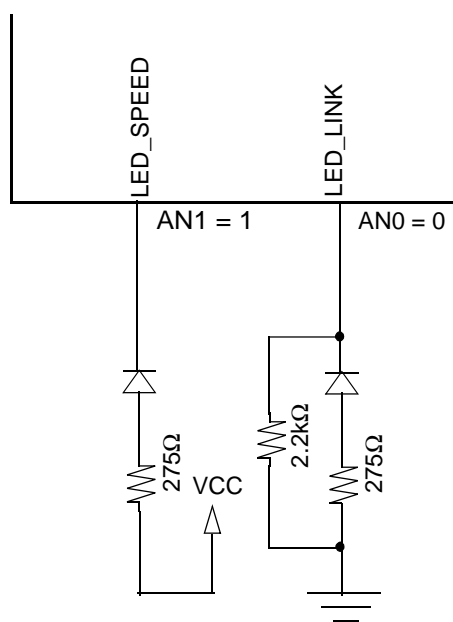 LED_SPEED
LED_LINK
AN1 = 1
AN0 = 0
275Ω
VCC
2.2kΩ
275Ω